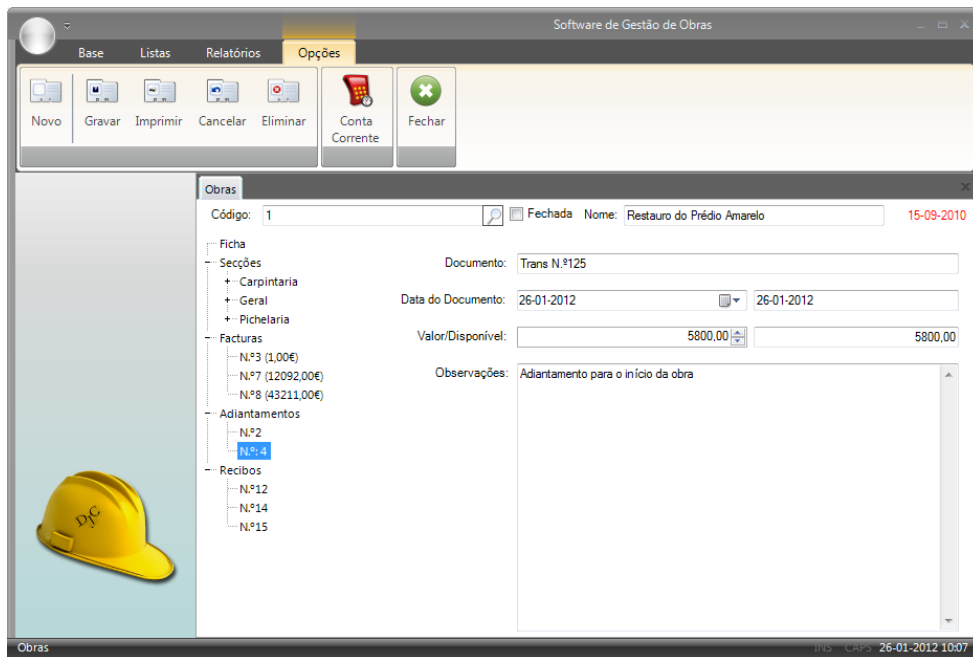 Software de Gestão de Obras
Base Listas Relatórios Opções
Novo Gravar Imprimir Cancelar Eliminar Conta Corrente Fechar
Obras
Código: 1 Fechada Nome: Restauro do Prédio Amarelo 15-09-2010
Ficha
Secções
Carpintaria
Geral
Pichelaria
Facturas
N.º3 (1,00€)
N.º7 (12092,00€)
N.º8 (43211,00€)
Adiantamentos
N.º2
N.º: 4
Recibos
N.º12
N.º14
N.º15
Documento: Trans N.º125
Data do Documento: 26-01-2012 26-01-2012
Valor/Disponível: 5800,00 5800,00
Observações: Adiantamento para o início da obra
DJC
Obras INS CAPS 26-01-2012 10:07